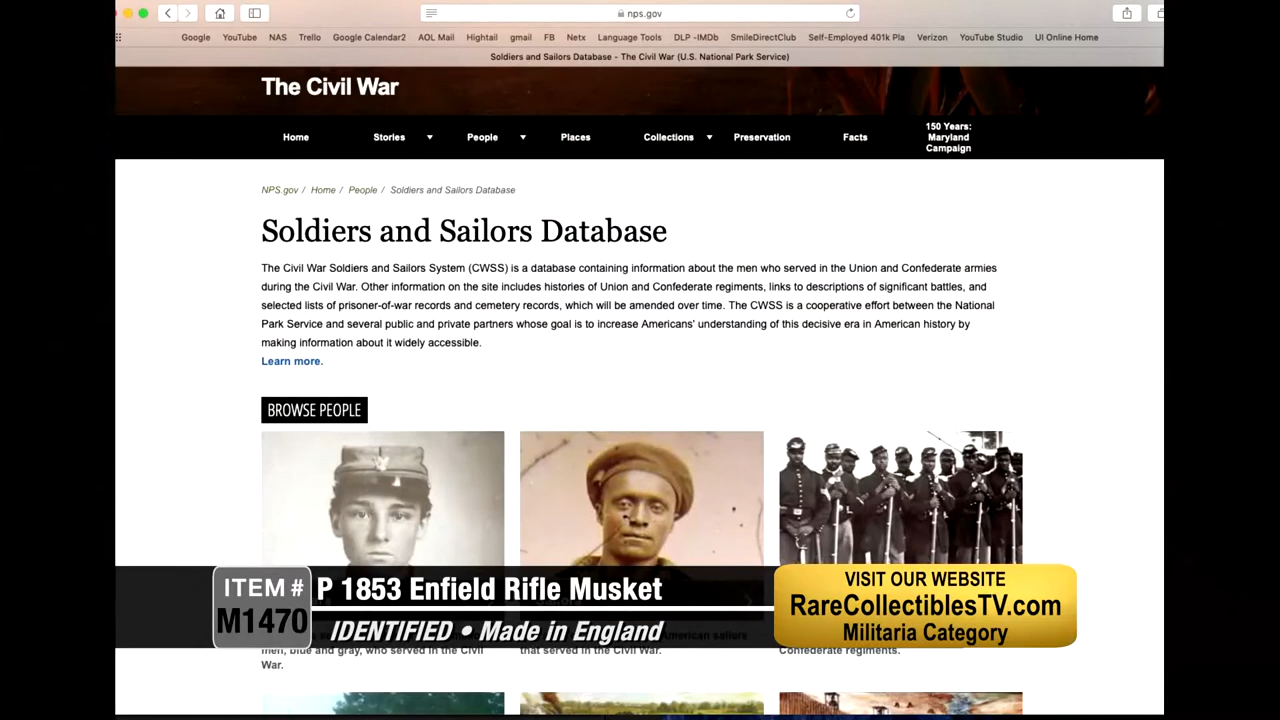 nps.gov
Google YouTube NAS Trello Google Calendar2 AOL Mail Hightail gmail FB Netx Language Tools DLP -IMDb SmileDirectClub Self-Employed 401k Pla Verizon YouTube Studio UI Online Home
Soldiers and Sailors Database - The Civil War (U.S. National Park Service)
The Civil War
Home Stories People Places Collections Preservation Facts 150 Years:
Maryland
Campaign
NPS.gov / Home / People / Soldiers and Sailors Database
Soldiers and Sailors Database
The Civil War Soldiers and Sailors System (CWSS) is a database containing information about the men who served in the Union and Confederate armies
during the Civil War. Other information on the site includes histories of Union and Confederate regiments, links to descriptions of significant battles, and
selected lists of prisoner-of-war records and cemetery records, which will be amended over time. The CWSS is a cooperative effort between the National
Park Service and several public and private partners whose goal is to increase Americans' understanding of this decisive era in American history by
making information about it widely accessible.
Learn more.
BROWSE PEOPLE
ITEM #
M1470
P 1853 Enfield Rifle Musket
IDENTIFIED • Made in England
VISIT OUR WEBSITE
RareCollectiblesTV.com
Militaria Category
American sailors
men, blue and gray, who served in the Civil
War.
that served in the Civil War.
Confederate regiments.